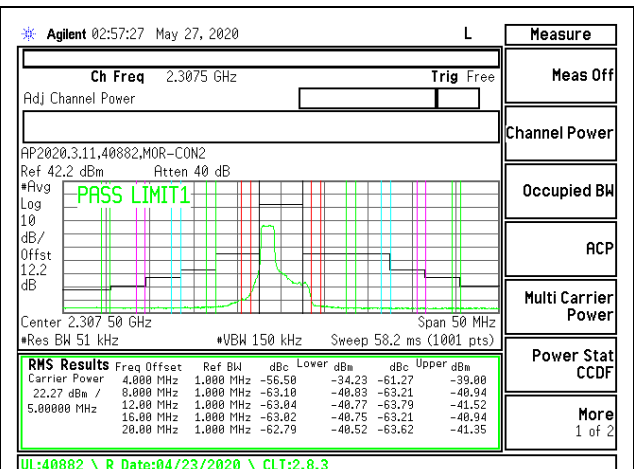 Agilent 02:57:27 May 27, 2020 L Measure
Ch Freq 2.3075 GHz Trig Free
Meas Off
Adj Channel Power
Channel Power
AP2020.3.11,40882,MOR-CON2
Ref 42.2 dBm Atten 40 dB
#Avg
PASS LIMIT1
Occupied BW
Log
10
dB/
Offst
ACP
12.2
dB
Multi Carrier
Power
Center 2.307 50 GHz Span 50 MHz
#Res BW 51 kHz #VBW 150 kHz Sweep 58.2 ms (1001 pts)
Power Stat
CCDF
RMS Results Freq Offset Ref BW dBc Lower dBm dBc Upper dBm
Carrier Power 4.000 MHz 1.000 MHz -56.50 -34.23 -61.27 -39.00
22.27 dBm / 8.000 MHz 1.000 MHz -63.10 -40.83 -63.21 -40.94
5.00000 MHz 12.00 MHz 1.000 MHz -63.04 -40.77 -63.79 -41.52
16.00 MHz 1.000 MHz -63.02 -40.75 -63.21 -40.94
20.00 MHz 1.000 MHz -62.79 -40.52 -63.62 -41.35
More
1 of 2
UL:40882 \ R Date:04/23/2020 \ CLT:2.8.3